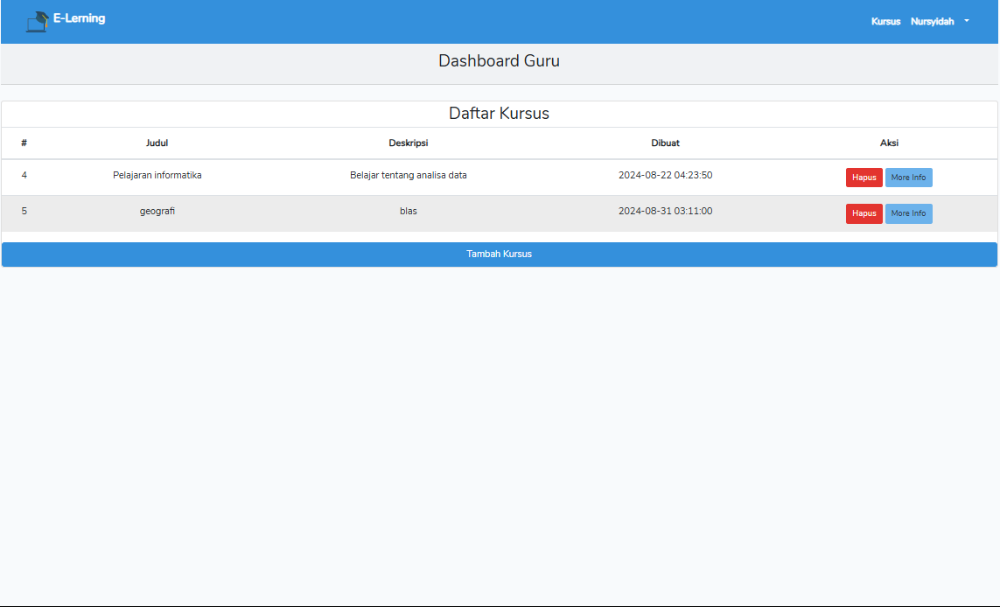 E-Lerning
Kursus Nursyidah
Dashboard Guru
Daftar Kursus
# Judul Deskripsi Dibuat Aksi
4 Pelajaran informatika Belajar tentang analisa data 2024-08-22 04:23:50 Hapus More Info
5 geografi blas 2024-08-31 03:11:00 Hapus More Info
Tambah Kursus